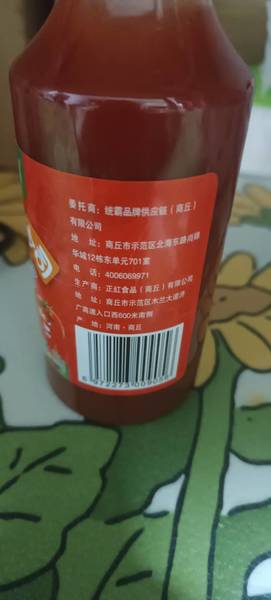 委托商：统霸品牌供应链（商丘）
有限公司
地 址：商丘市示范区北海东路尚锦
华城12栋东单元701室
电 话：4006069971
生产商：正红食品（商丘）有限公司
地 址：商丘市示范区木兰大道济
广高速入口西600米南侧
产 地：河南·商丘